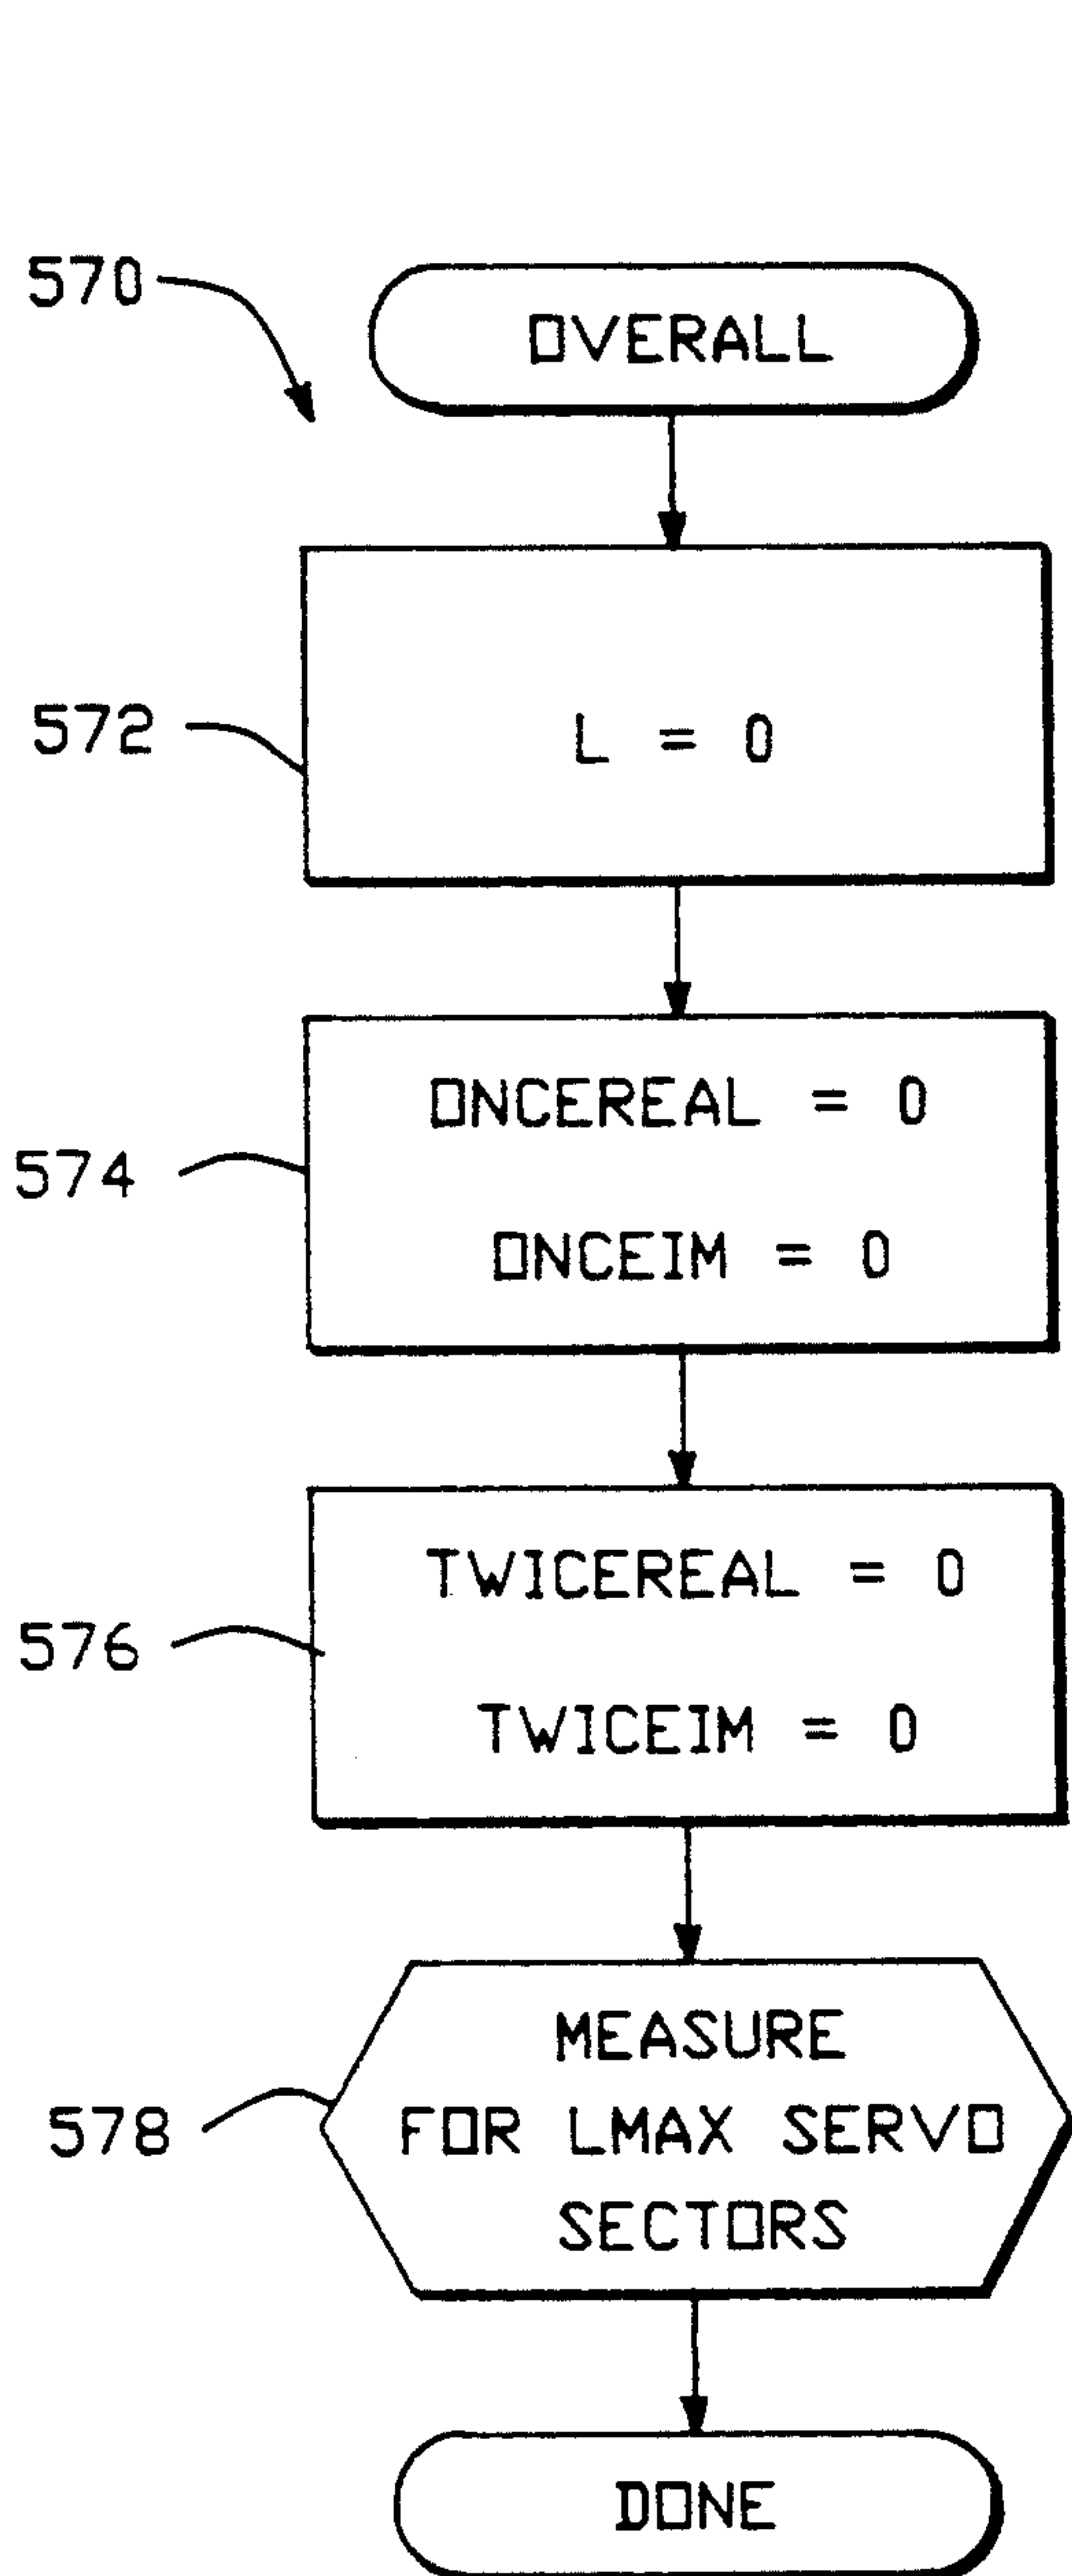 570
OVERALL
572
L = 0
574
ONCEREAL = 0
ONCEIM = 0
576
TWICEREAL = 0
TWICEIM = 0
578
MEASURE
FOR LMAX SERVO
SECTORS
DONE